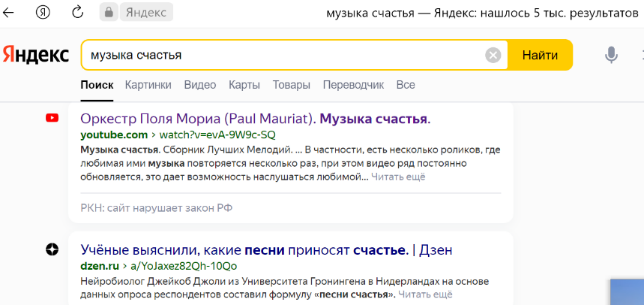 Яндекс
музыка счастья — Яндекс: нашлось 5 тыс. результатов
Яндекс
музыка счастья
Найти
Поиск Картинки Видео Карты Товары Переводчик Все
Оркестр Поля Мориа (Paul Mauriat). Музыка счастья.
youtube.com › watch?v=evA-9W9c-SQ
Музыка счастья. Сборник Лучших Мелодий. ... В частности, есть несколько роликов, где
любимая ими музыка повторяется несколько раз, при этом видео ряд постоянно
обновляется, это дает возможность наслушаться любимой... Читать ещё
РКН: сайт нарушает закон РФ
Учёные выяснили, какие песни приносят счастье. | Дзен
dzen.ru › a/YoJaxez82Qh-10Qo
Нейробиолог Джейкоб Джоли из Университета Гронингена в Нидерландах на основе
данных опроса респондентов составил формулу «песни счастья». Читать ещё